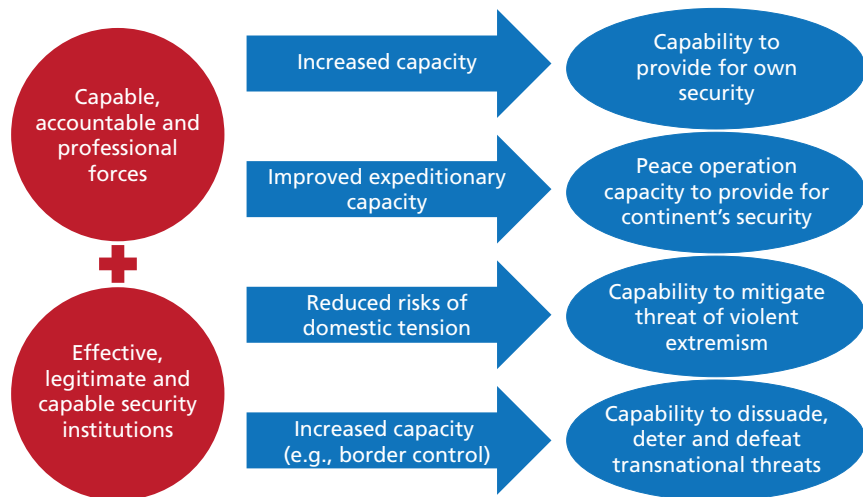 Capable,
accountable and
professional
forces
Effective,
legitimate and
capable security
institutions
Increased capacity
Capability to
provide for own
security
Improved expeditionary
capacity
Peace operation
capacity to provide for
continent's security
Reduced risks of
domestic tension
Capability to mitigate
threat of violent
extremism
Increased capacity
(e.g., border control)
Capability to dissuade,
deter and defeat
transnational threats